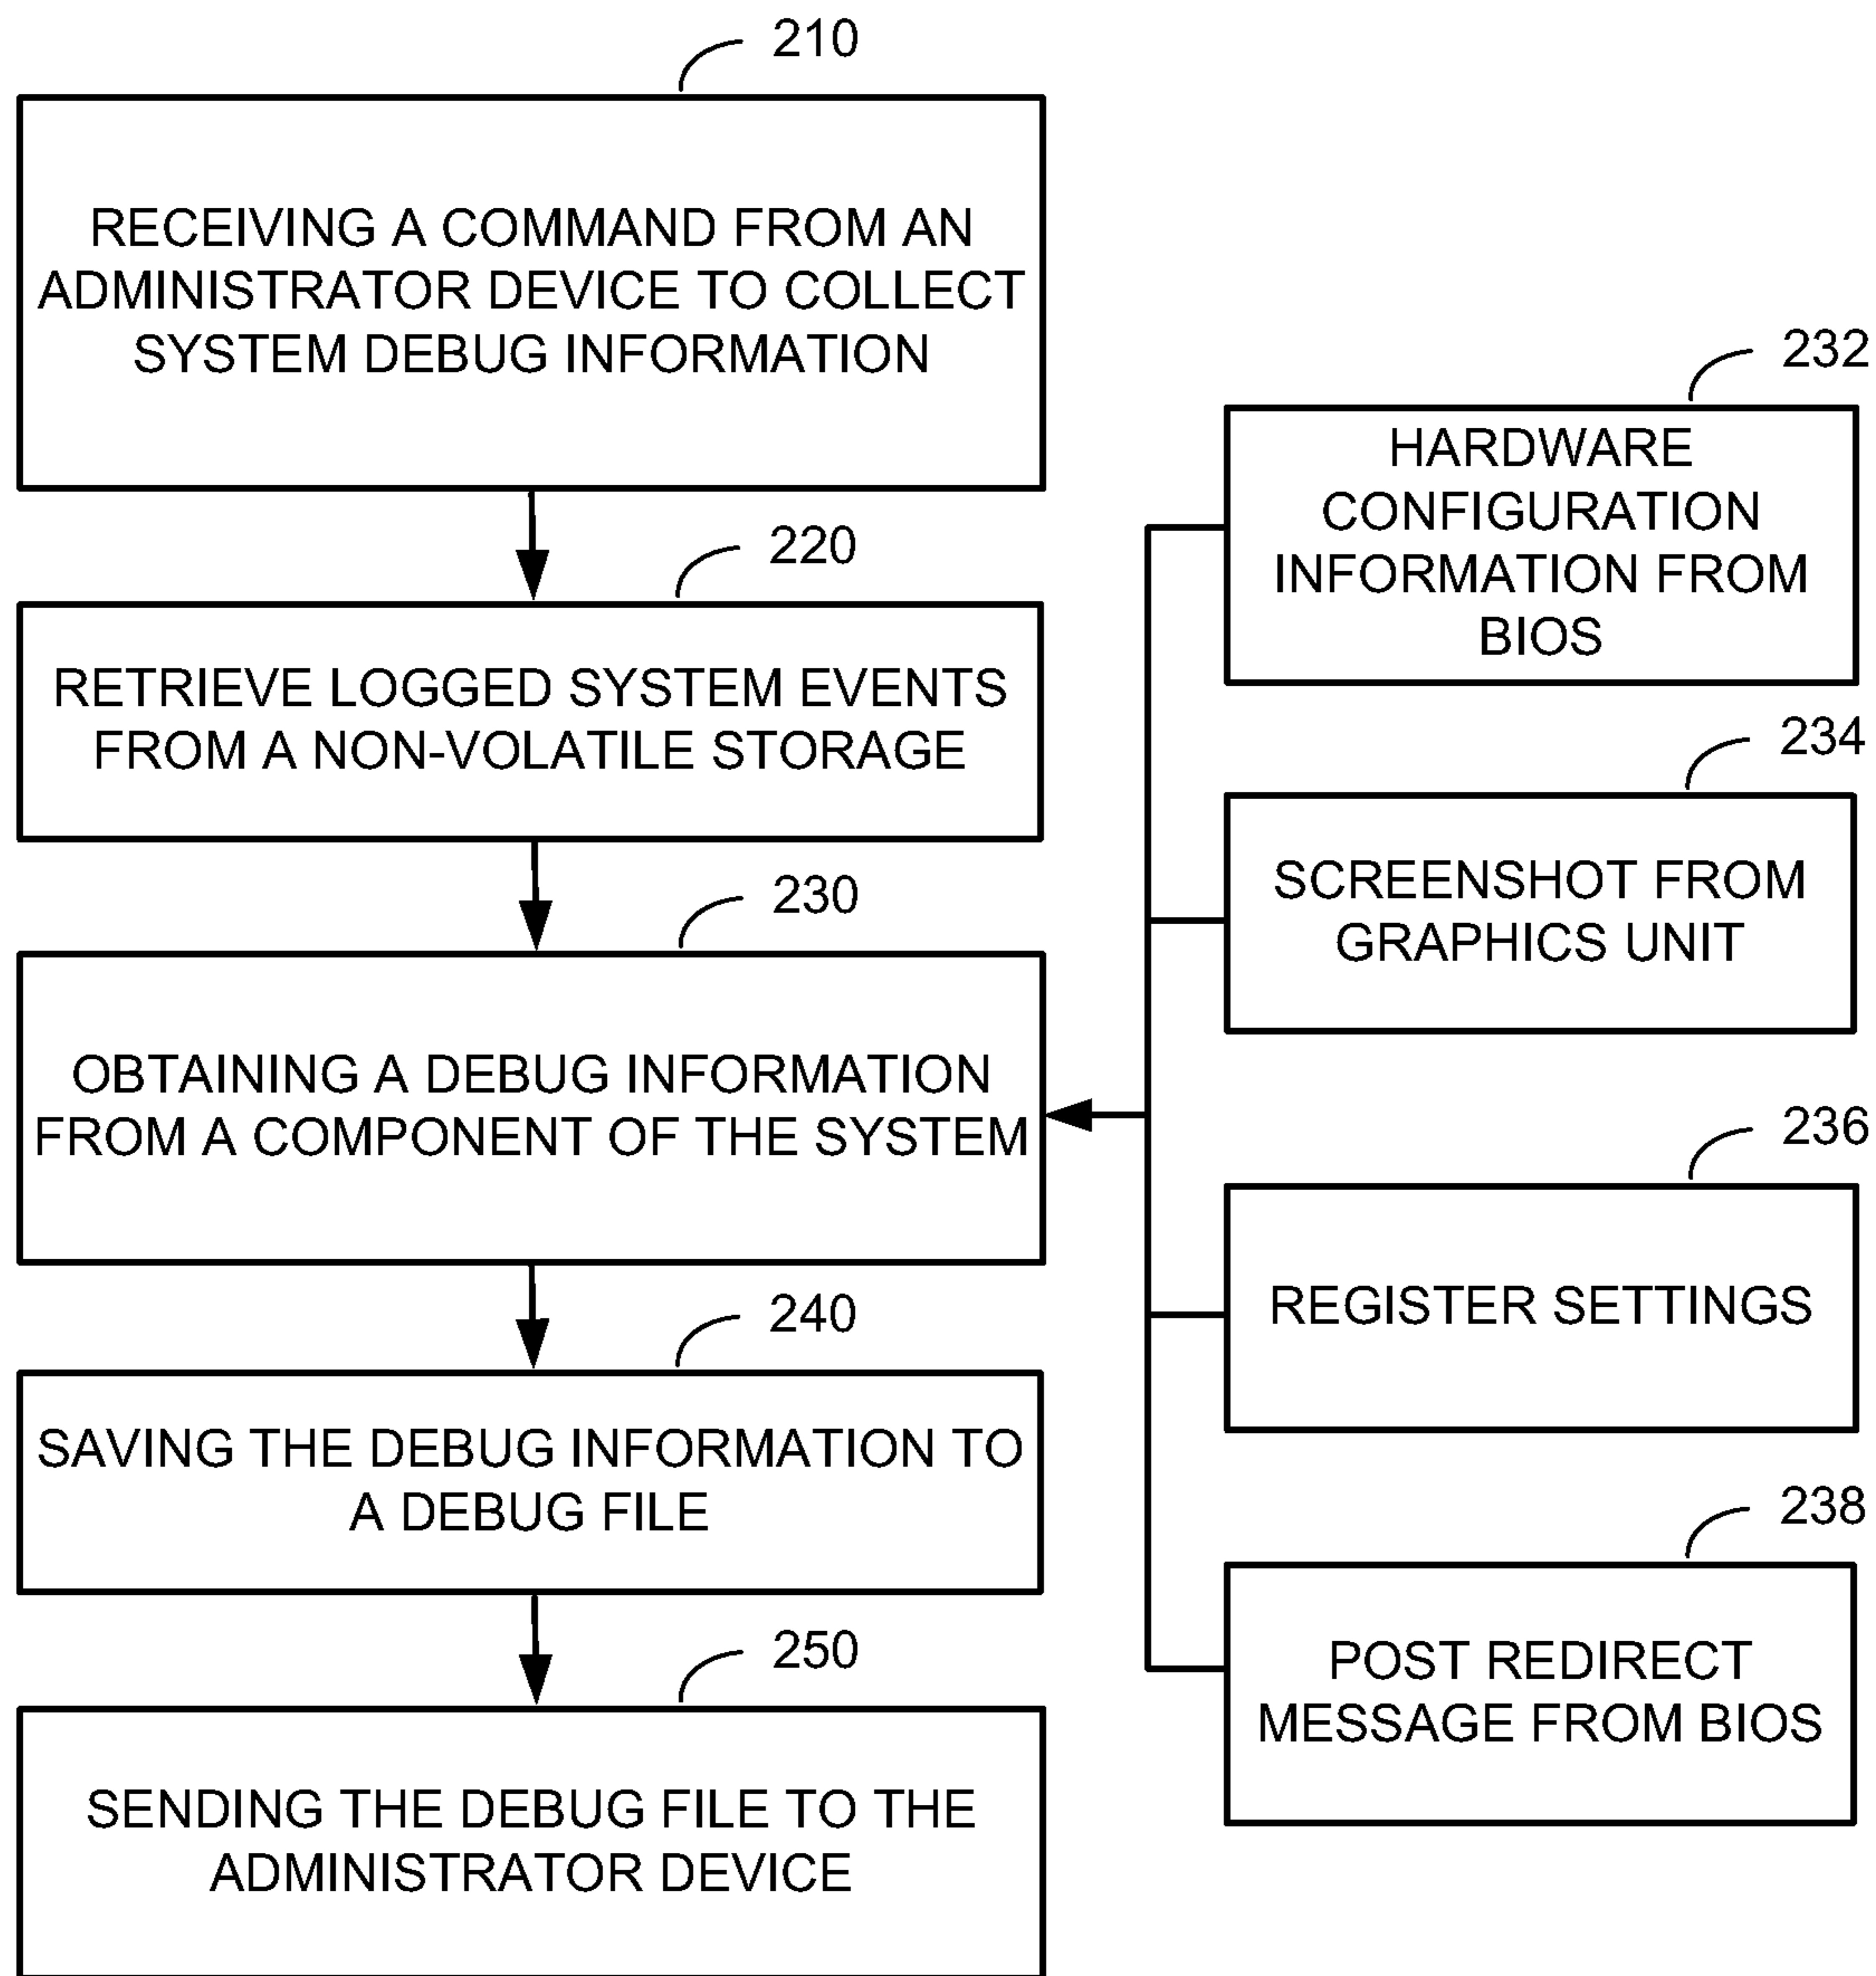 210
RECEIVING A COMMAND FROM AN
ADMINISTRATOR DEVICE TO COLLECT
SYSTEM DEBUG INFORMATION
220
RETRIEVE LOGGED SYSTEM EVENTS
FROM A NON-VOLATILE STORAGE
230
OBTAINING A DEBUG INFORMATION
FROM A COMPONENT OF THE SYSTEM
240
SAVING THE DEBUG INFORMATION TO
A DEBUG FILE
250
SENDING THE DEBUG FILE TO THE
ADMINISTRATOR DEVICE
232
HARDWARE
CONFIGURATION
INFORMATION FROM
BIOS
234
SCREENSHOT FROM
GRAPHICS UNIT
236
REGISTER SETTINGS
238
POST REDIRECT
MESSAGE FROM BIOS